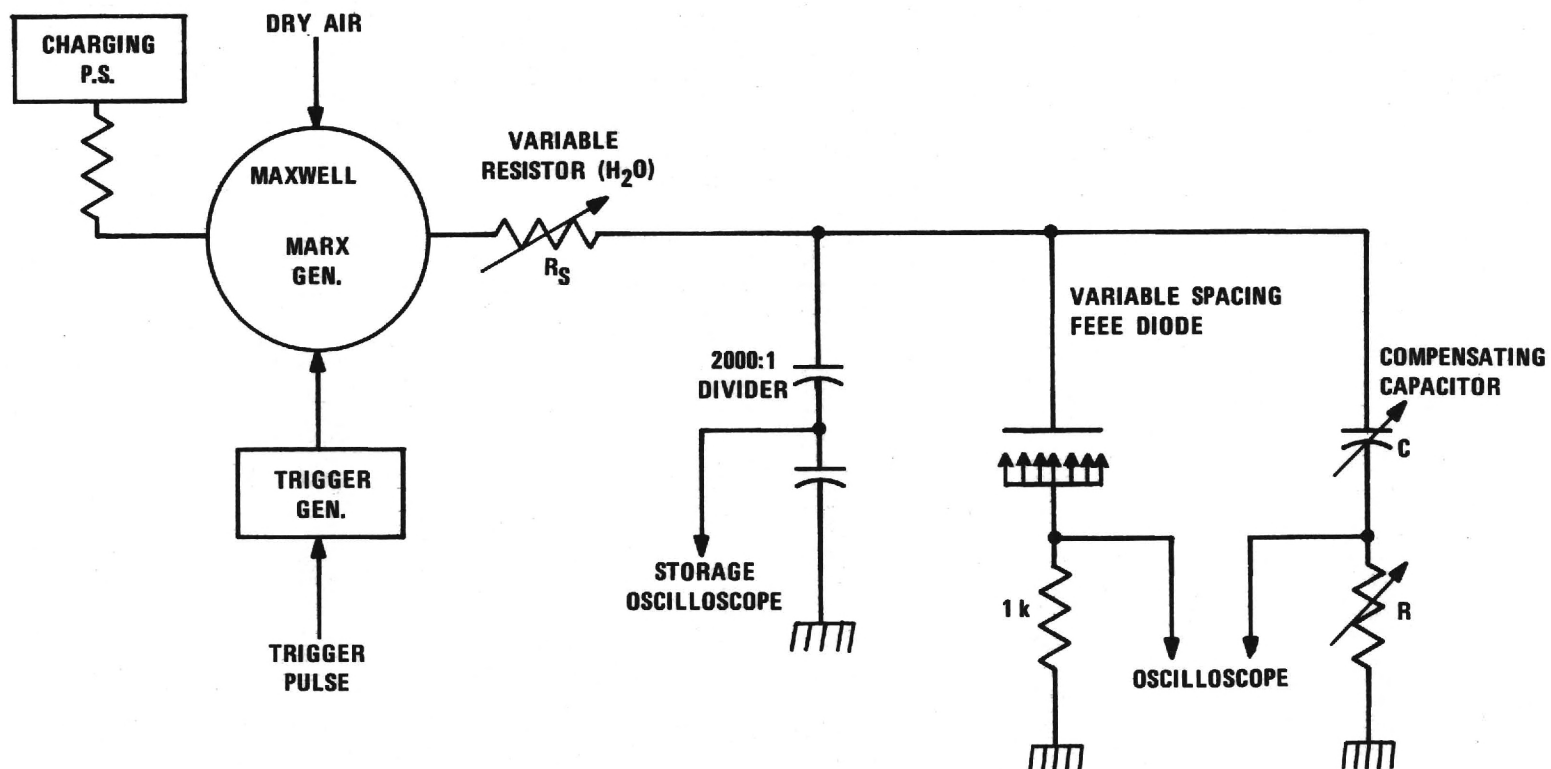 CHARGING
P.S.
DRY AIR
MAXWELL
MARX
GEN.
VARIABLE
RESISTOR (H₂O)
R_S
2000:1
DIVIDER
VARIABLE SPACING
FEEE DIODE
COMPENSATING
CAPACITOR
C
TRIGGER
GEN.
STORAGE
OSCILLOSCOPE
1 k
R
OSCILLOSCOPE
TRIGGER
PULSE